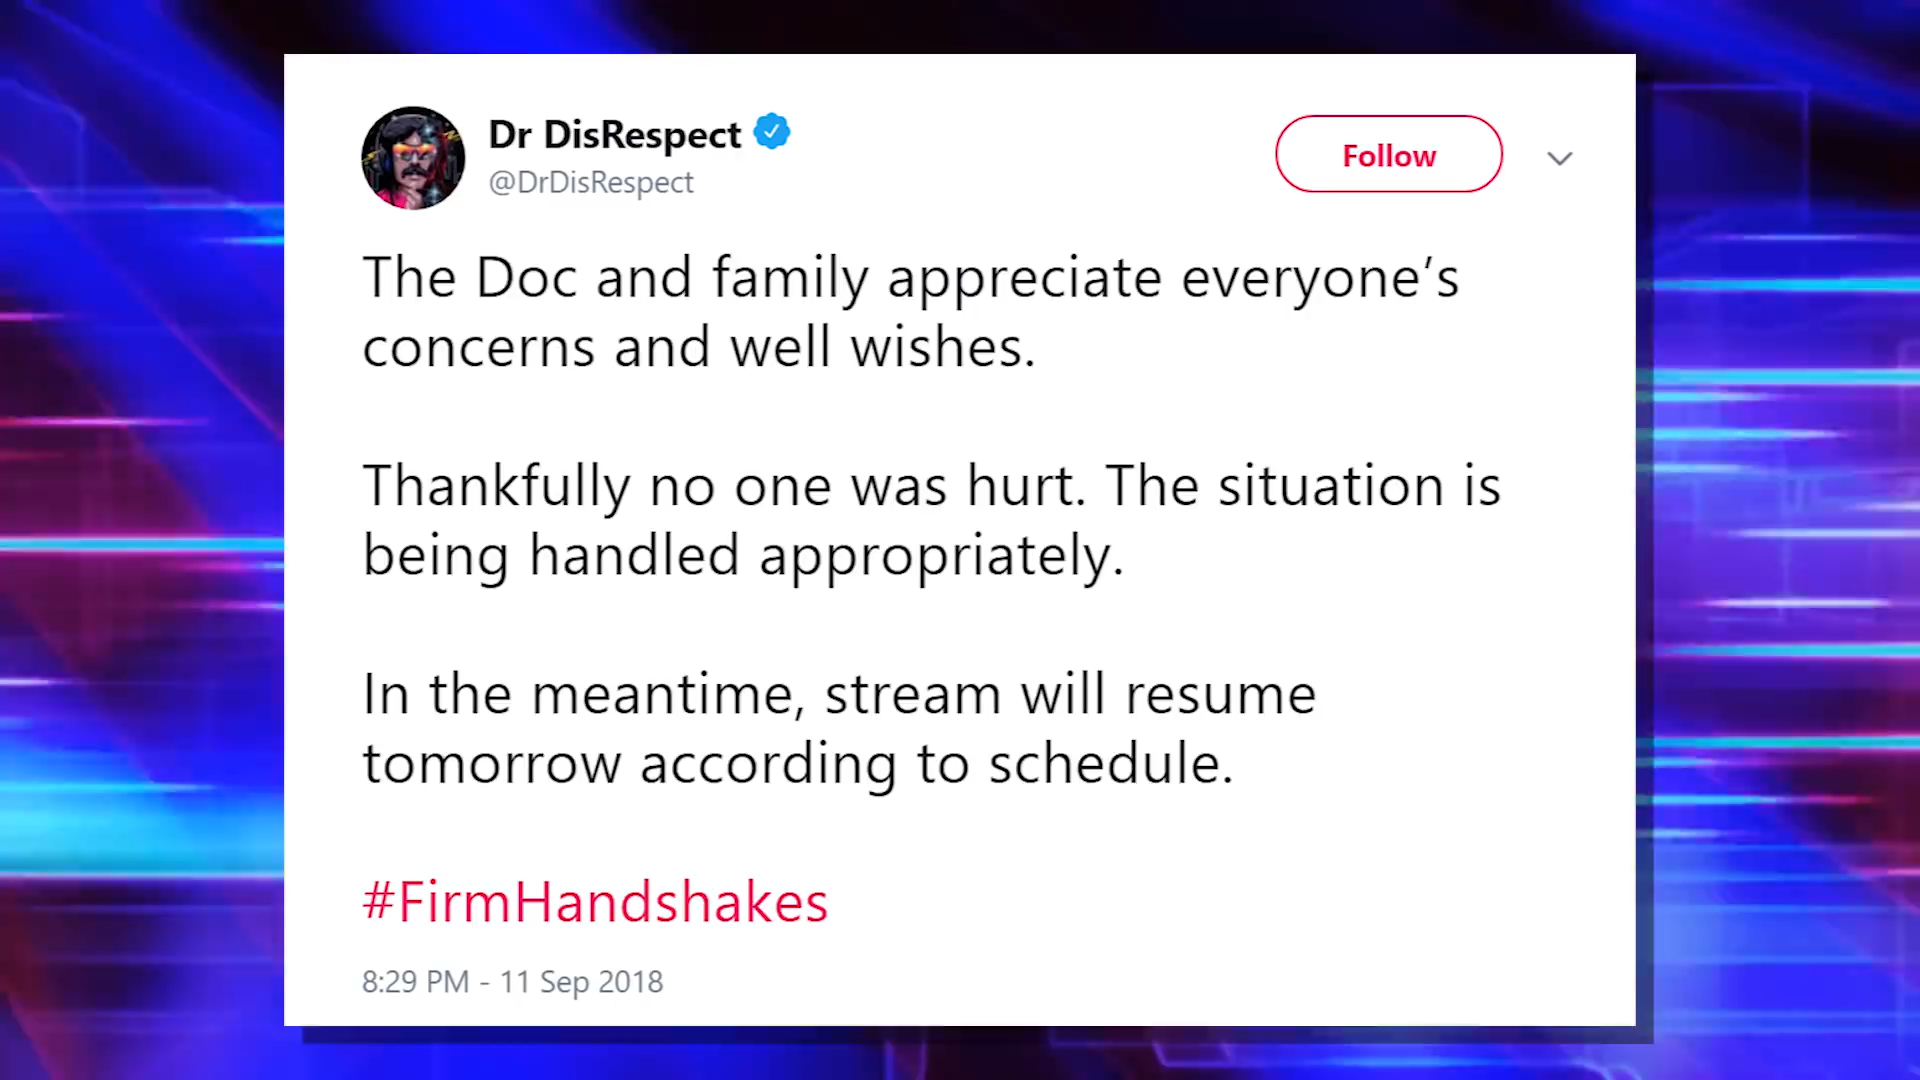 Dr DisRespect
@DrDisRespect
Follow
The Doc and family appreciate everyone’s
concerns and well wishes.
Thankfully no one was hurt. The situation is
being handled appropriately.
In the meantime, stream will resume
tomorrow according to schedule.
#FirmHandshakes
8:29 PM - 11 Sep 2018